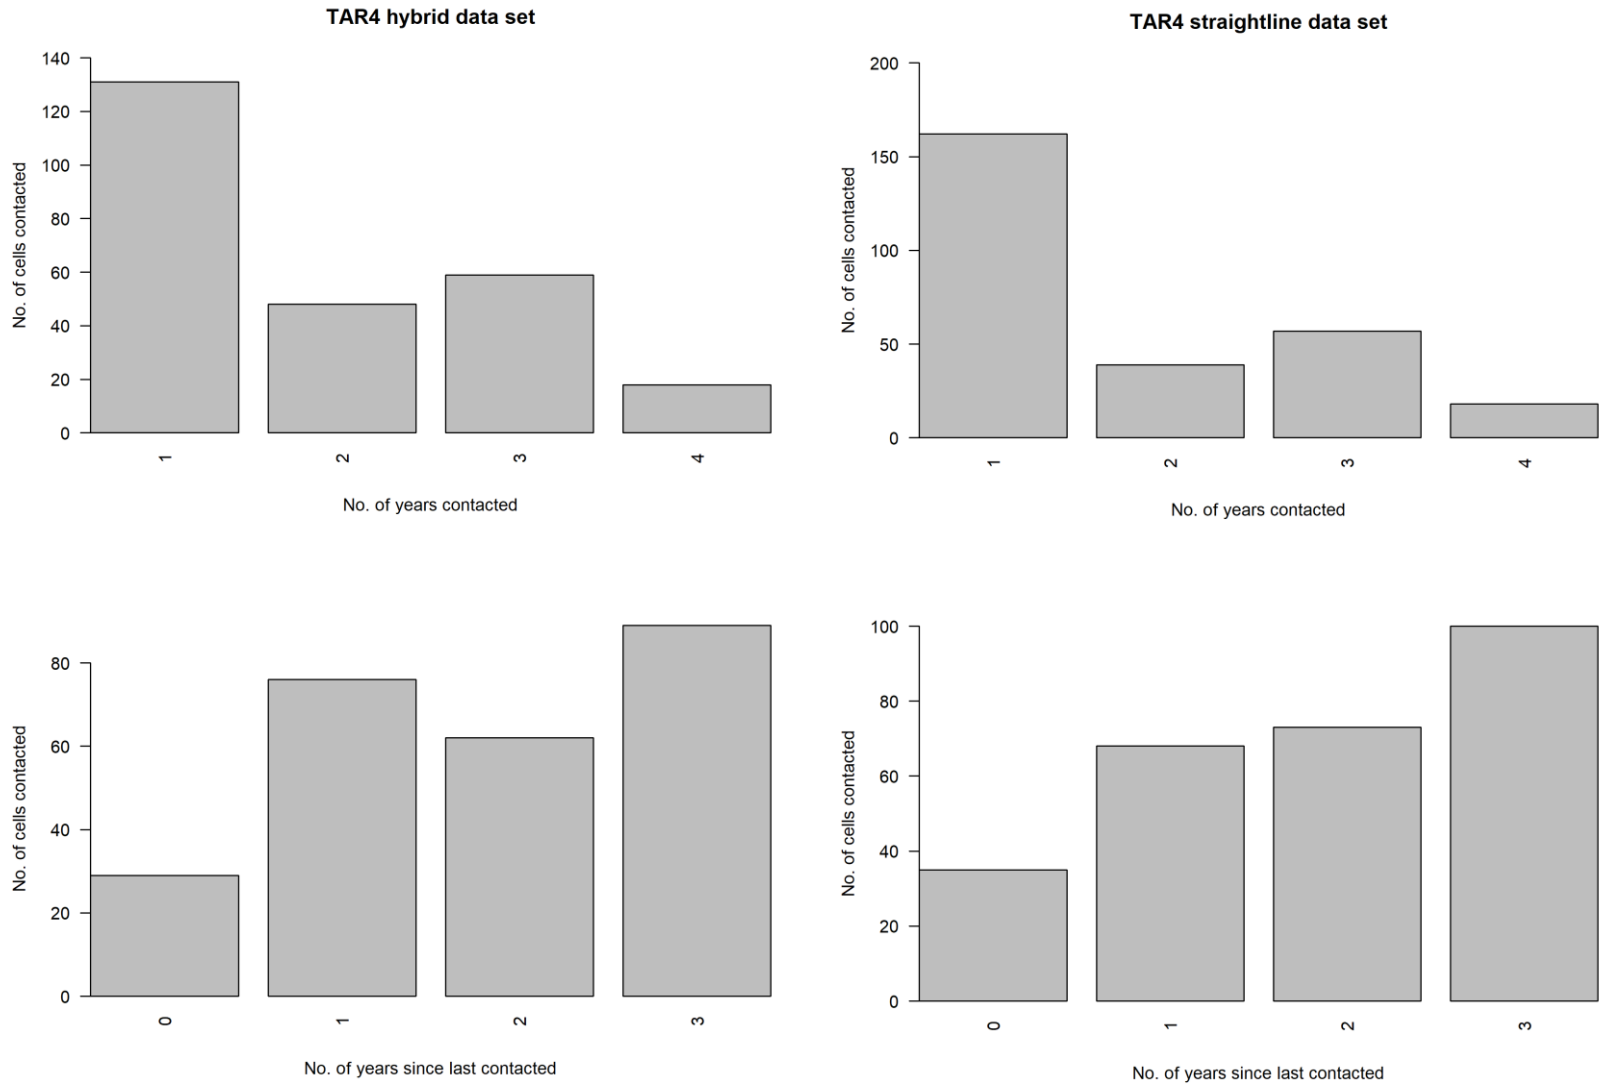 TAR4 hybrid data set
140
120
100
80
60
40
20
0
No. of cells contacted
1 2 3 4
No. of years contacted
TAR4 straightline data set
200
150
100
50
0
No. of cells contacted
1 2 3 4
No. of years contacted
80
60
40
20
0
No. of cells contacted
0 1 2 3
No. of years since last contacted
100
80
60
40
20
0
No. of cells contacted
0 1 2 3
No. of years since last contacted